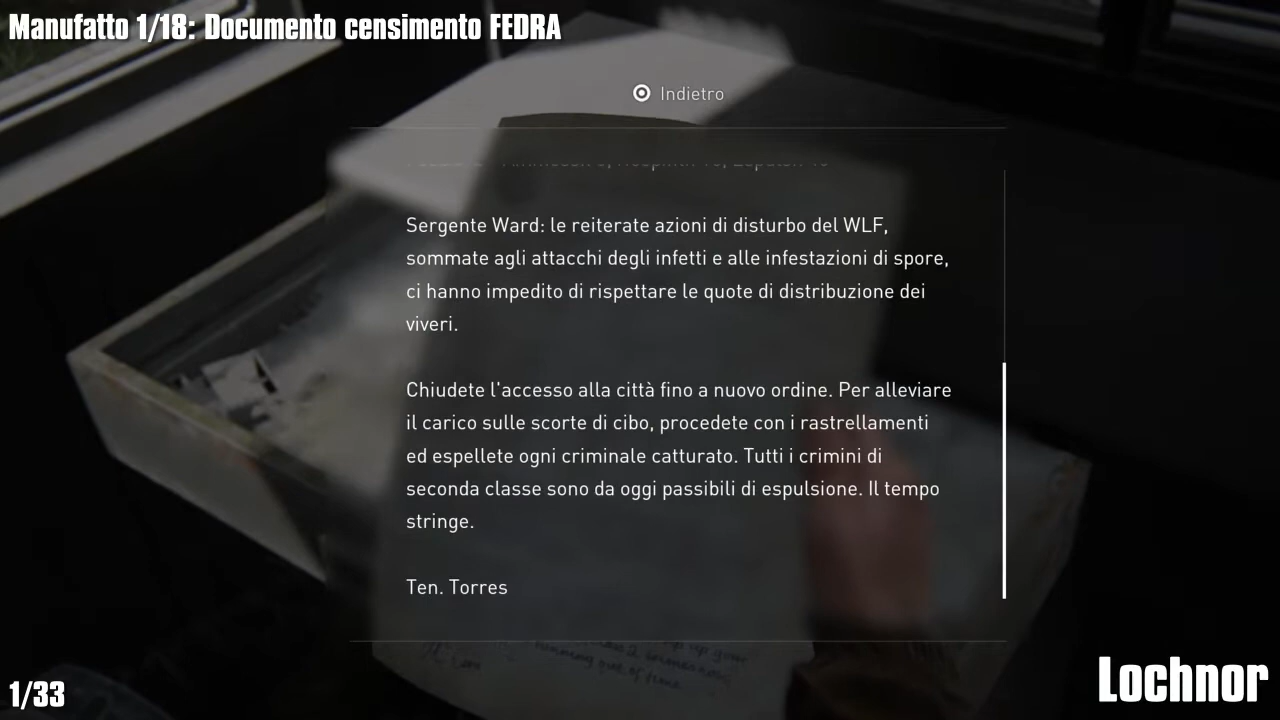 Manufatto 1/18: Documento censimento FEDRA
Indietro
Sergente Ward: le reiterate azioni di disturbo del WLF,
sommate agli attacchi degli infetti e alle infestazioni di spore,
ci hanno impedito di rispettare le quote di distribuzione dei
viveri.
Chiudete l'accesso alla città fino a nuovo ordine. Per alleviare
il carico sulle scorte di cibo, procedete con i rastrellamenti
ed espellete ogni criminale catturato. Tutti i crimini di
seconda classe sono da oggi passibili di espulsione. Il tempo
stringe.
Ten. Torres
running out of time
1/33
Lochnor